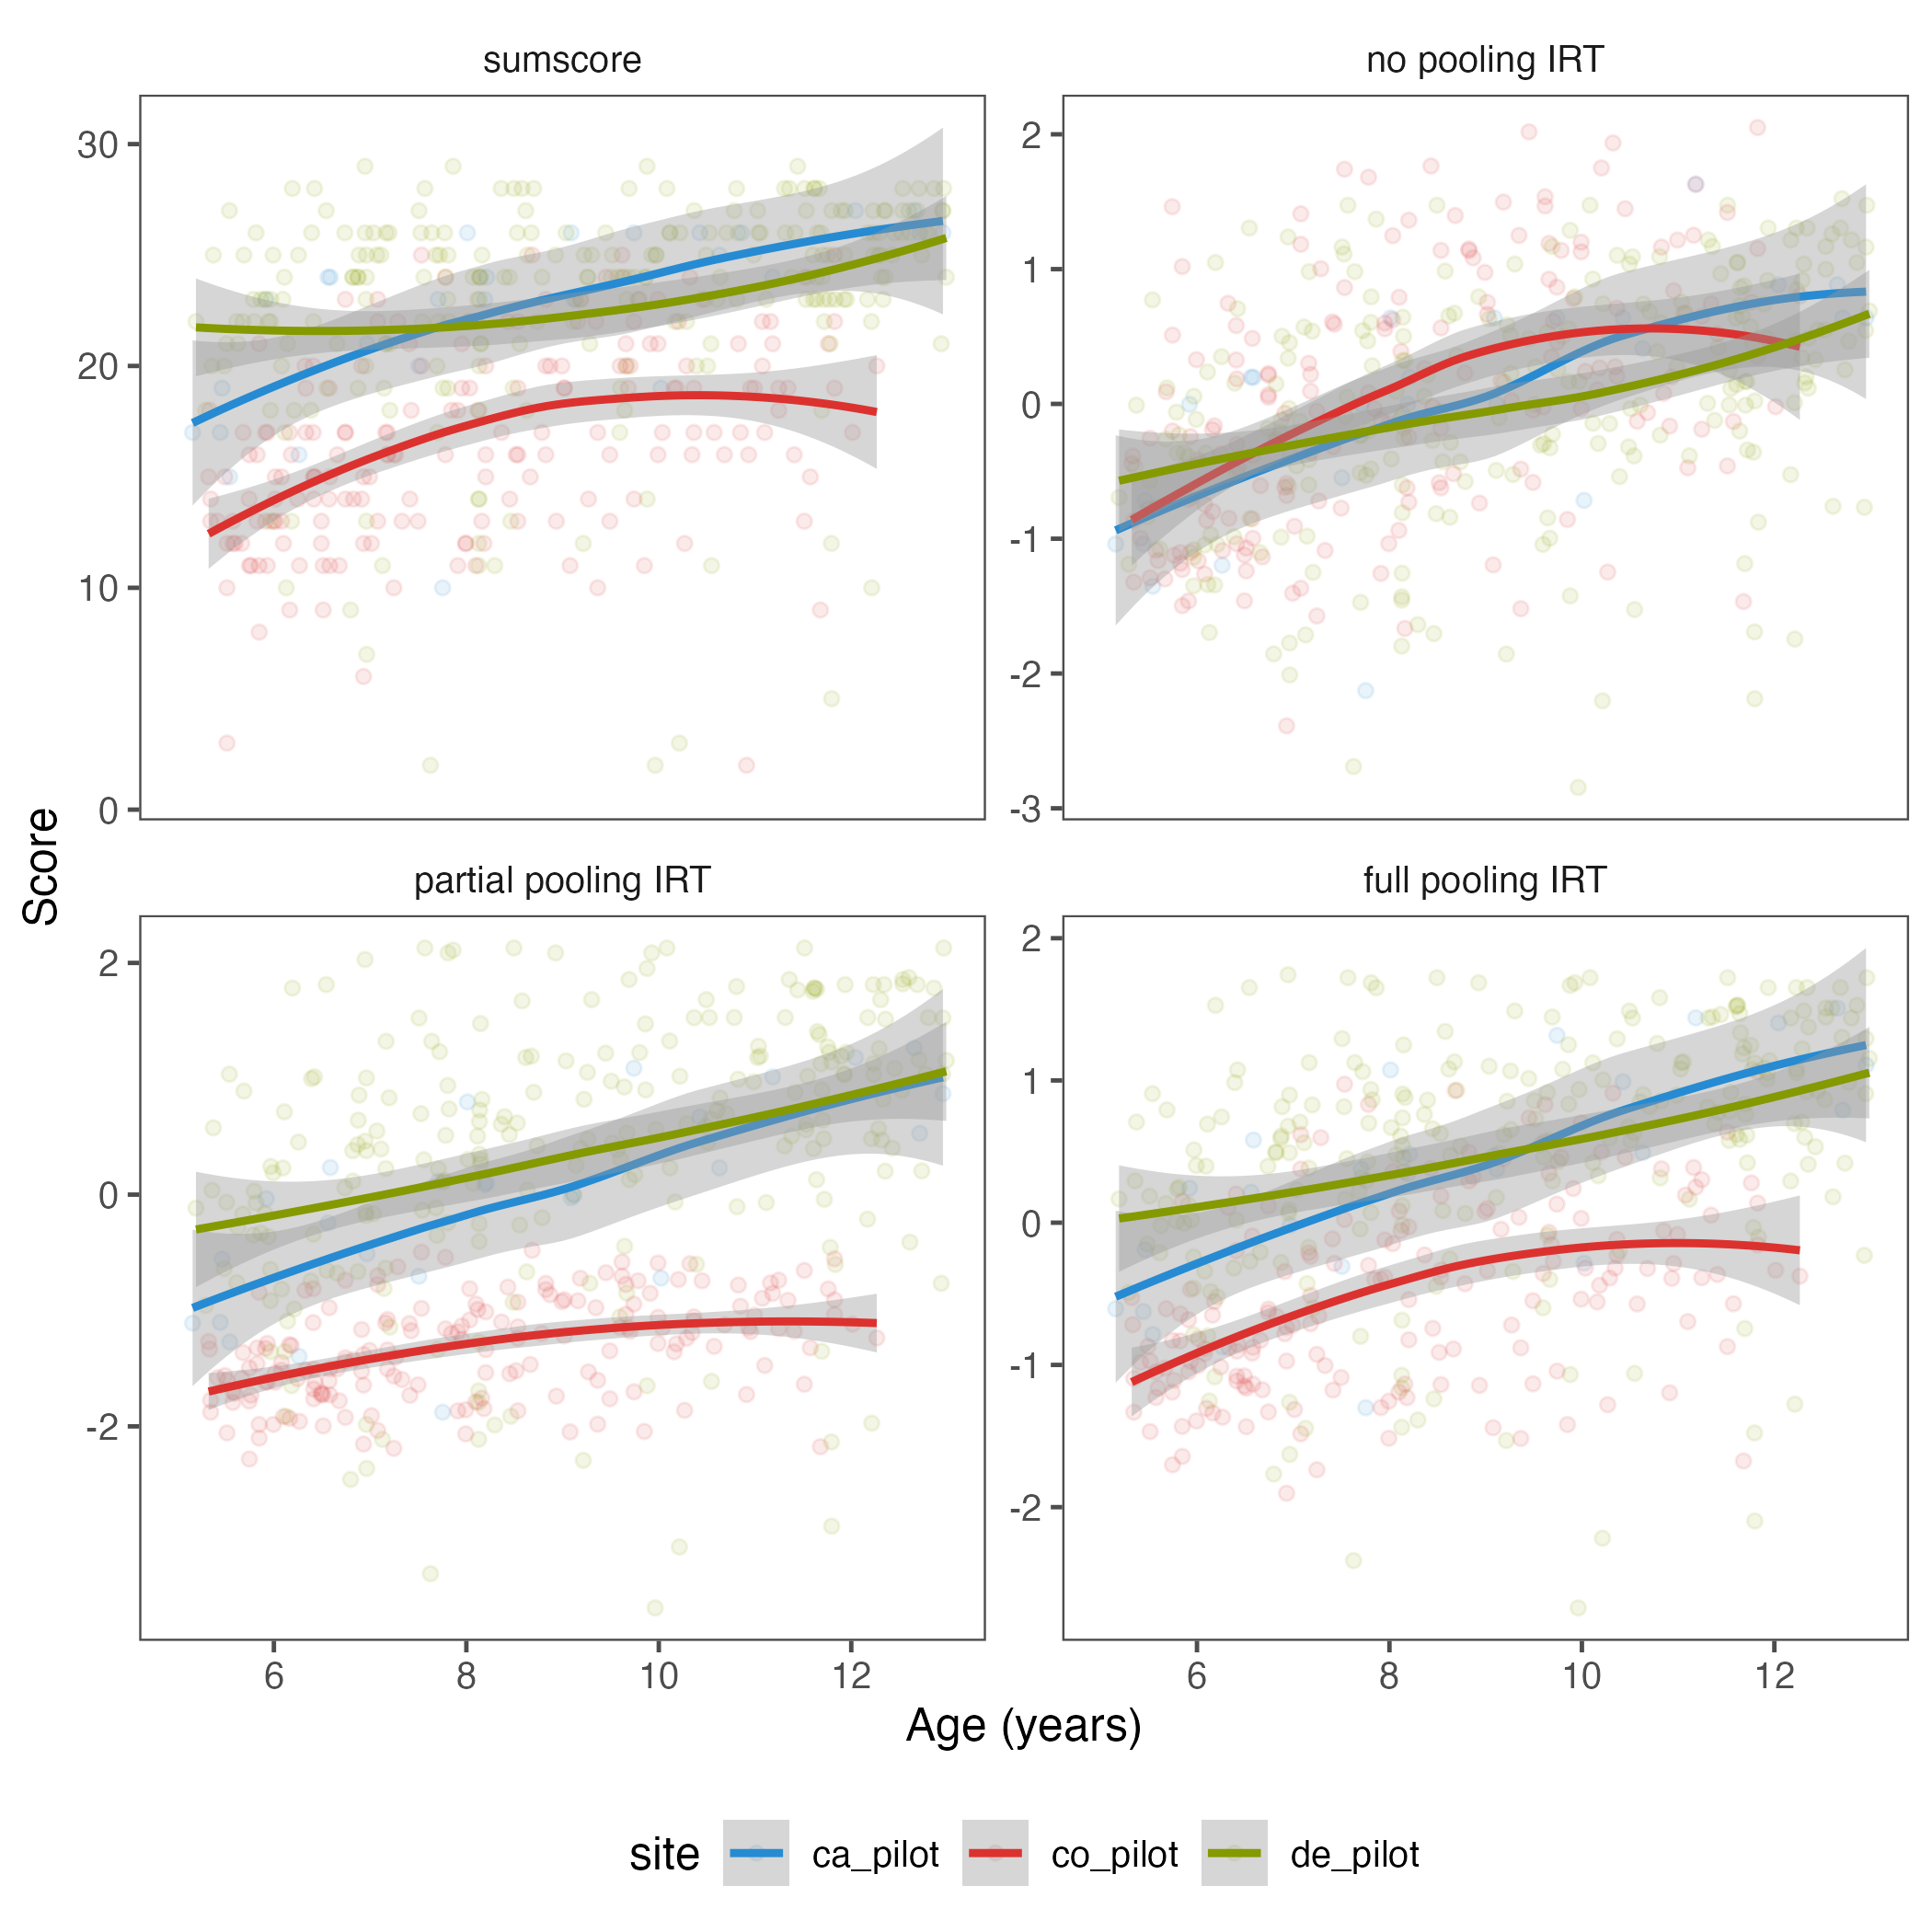 sumscore
no pooling IRT
30
20
10
0
2
1
0
-1
-2
-3
Score
partial pooling IRT
full pooling IRT
2
0
-2
2
1
0
-1
-2
6 8 10 12
6 8 10 12
Age (years)
site ca_pilot co_pilot de_pilot